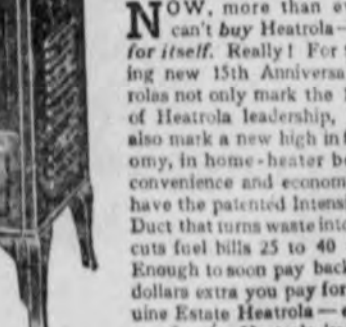 NOW, more than ev
can't buy Heatrola—
for itself. Really! For t
ing new 15th Anniversa
rolas not only mark the 1
of Heatrola leadership,
also mark a new high in f
omy, in home-heater be
convenience and econom
have the patented Intensi
Duct that turns waste into
cuts fuel bills 25 to 40
Enough to soon pay back
dollars extra you pay for
uine Estate Heatrola — e